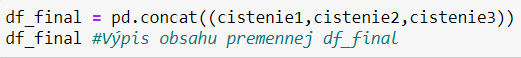 df_final = pd.concat((cistenie1,cistenie2,cistenie3))
df_final #Výpis obsahu premennej df_final